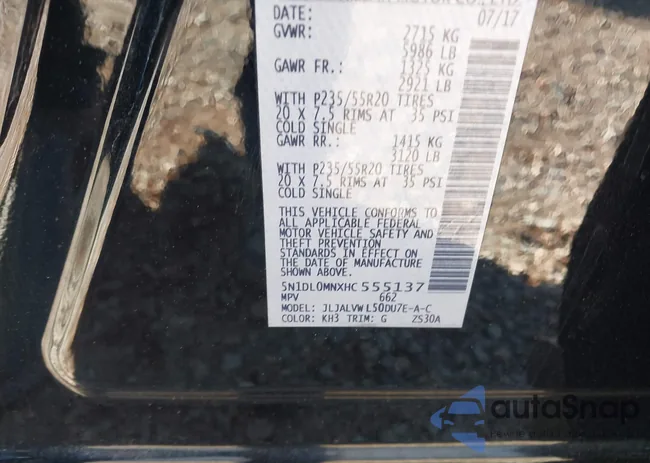 MOTOR CO., LTD.
DATE: 07/17
GVWR: 2715 KG
5986 LB
GAWR FR.: 1325 KG
2921 LB
WITH P235/55R20 TIRES
20 X 7.5 RIMS AT 35 PSI
COLD SINGLE
GAWR RR.: 1415 KG
3120 LB
WITH P235/55R20 TIRES
20 X 7.5 RIMS AT 35 PSI
COLD SINGLE
THIS VEHICLE CONFORMS TO
ALL APPLICABLE FEDERAL
MOTOR VEHICLE SAFETY AND
THEFT PREVENTION
STANDARDS IN EFFECT ON
THE DATE OF MANUFACTURE
SHOWN ABOVE.
5N1DL0MNXHC555137
MPV 662
MODEL: JLJALVWL50DU7E-A-C
COLOR: KH3 TRIM: G ZS30A
autoSnap